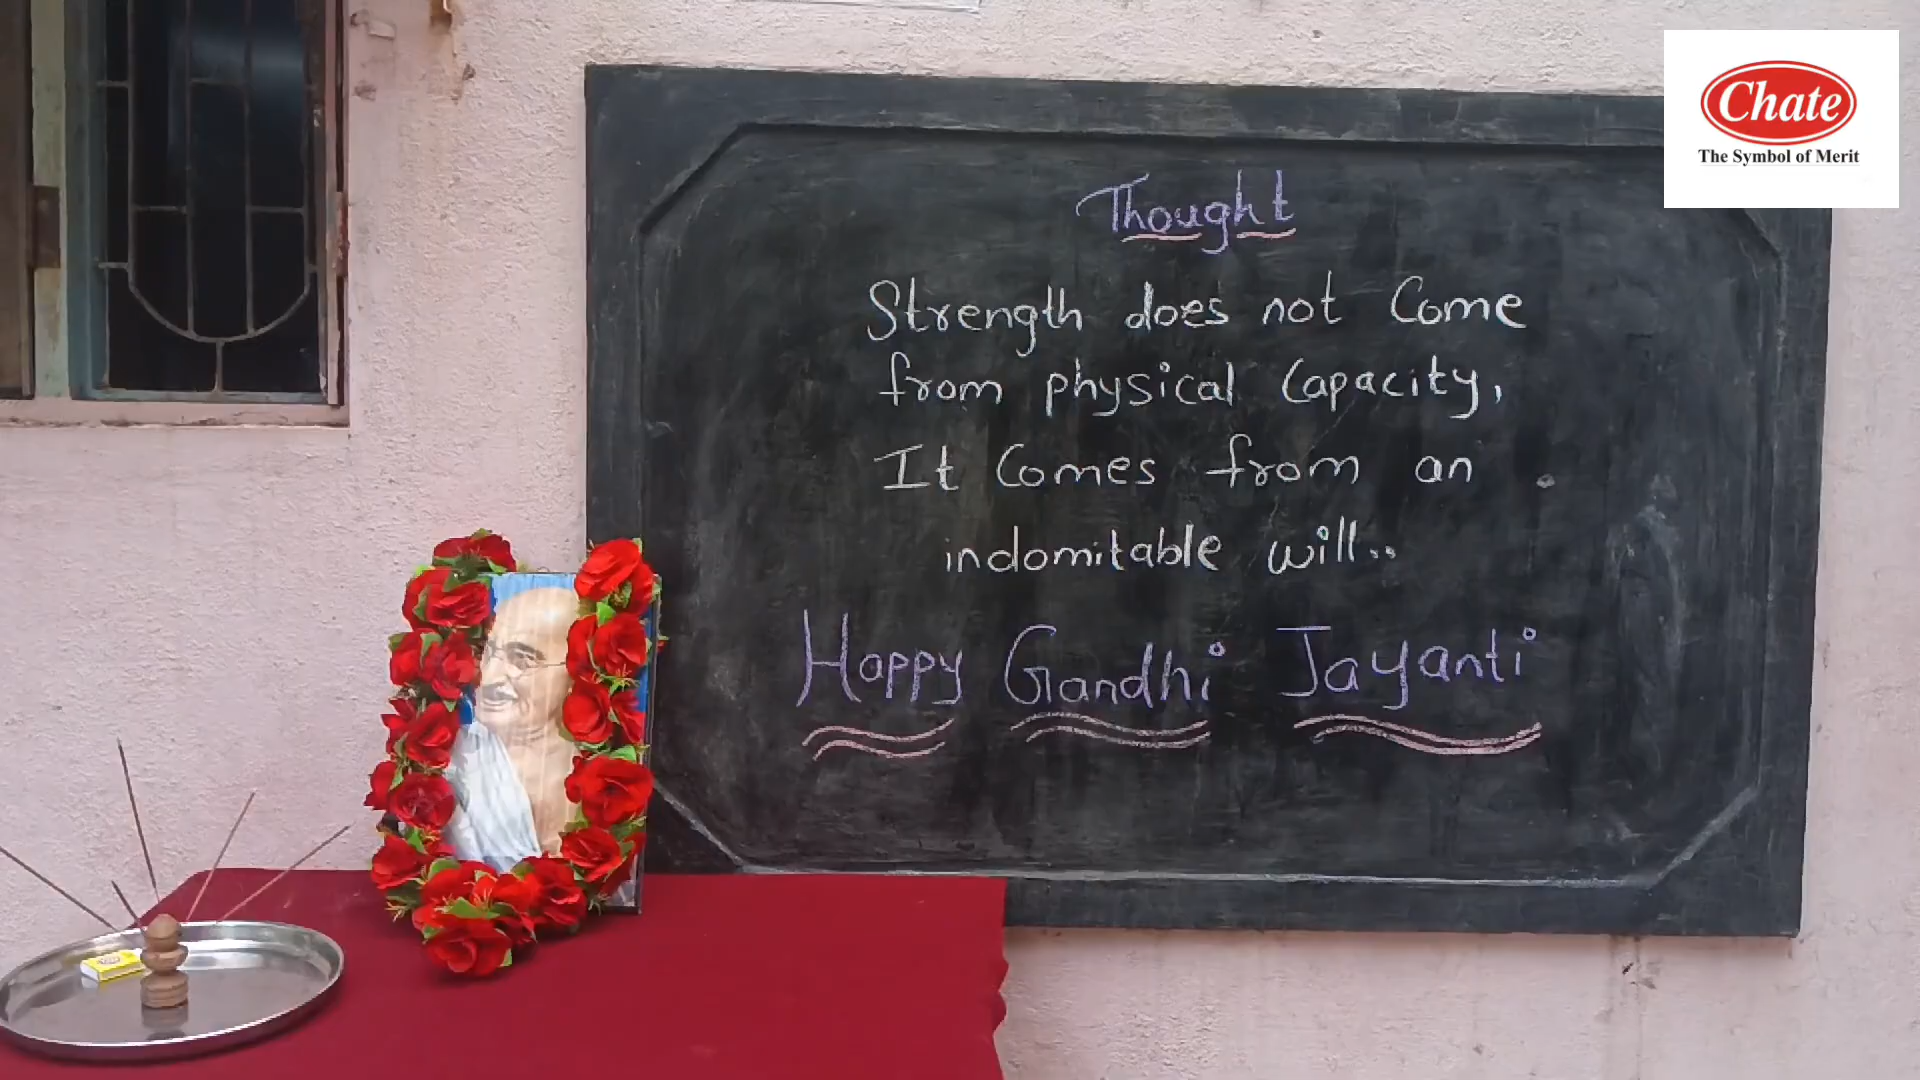 Chate
The Symbol of Merit
Thought
Strength does not Come
from physical Capacity,
It Comes from an
indomitable will..
Happy Gandhi Jayanti